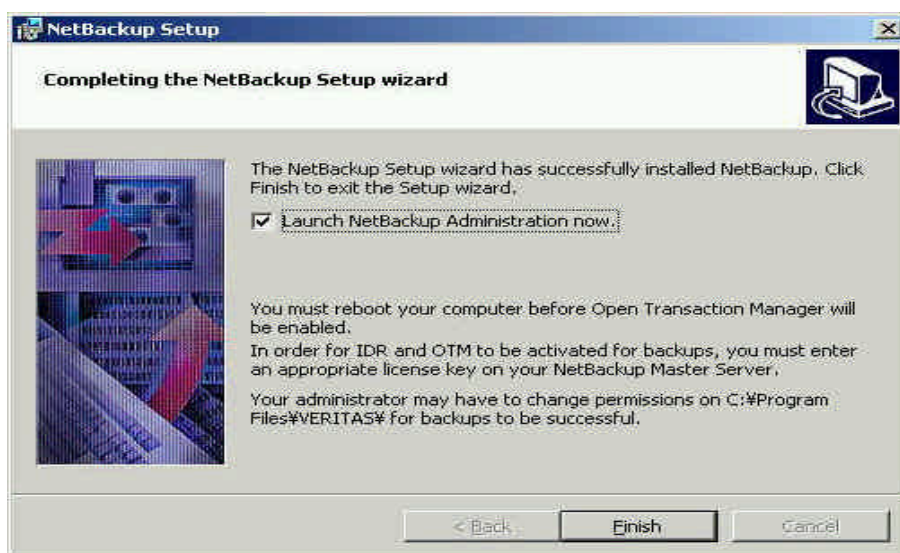 NetBackup Setup
Completing the NetBackup Setup wizard
The NetBackup Setup wizard has successfully installed NetBackup. Click
Finish to exit the Setup wizard.
Launch NetBackup Administration now.
You must reboot your computer before Open Transaction Manager will
be enabled.
In order for IDR and OTM to be activated for backups, you must enter
an appropriate license key on your NetBackup Master Server.
Your administrator may have to change permissions on C:¥Program
Files¥VERITAS¥ for backups to be successful.
< Back
Finish
Cancel